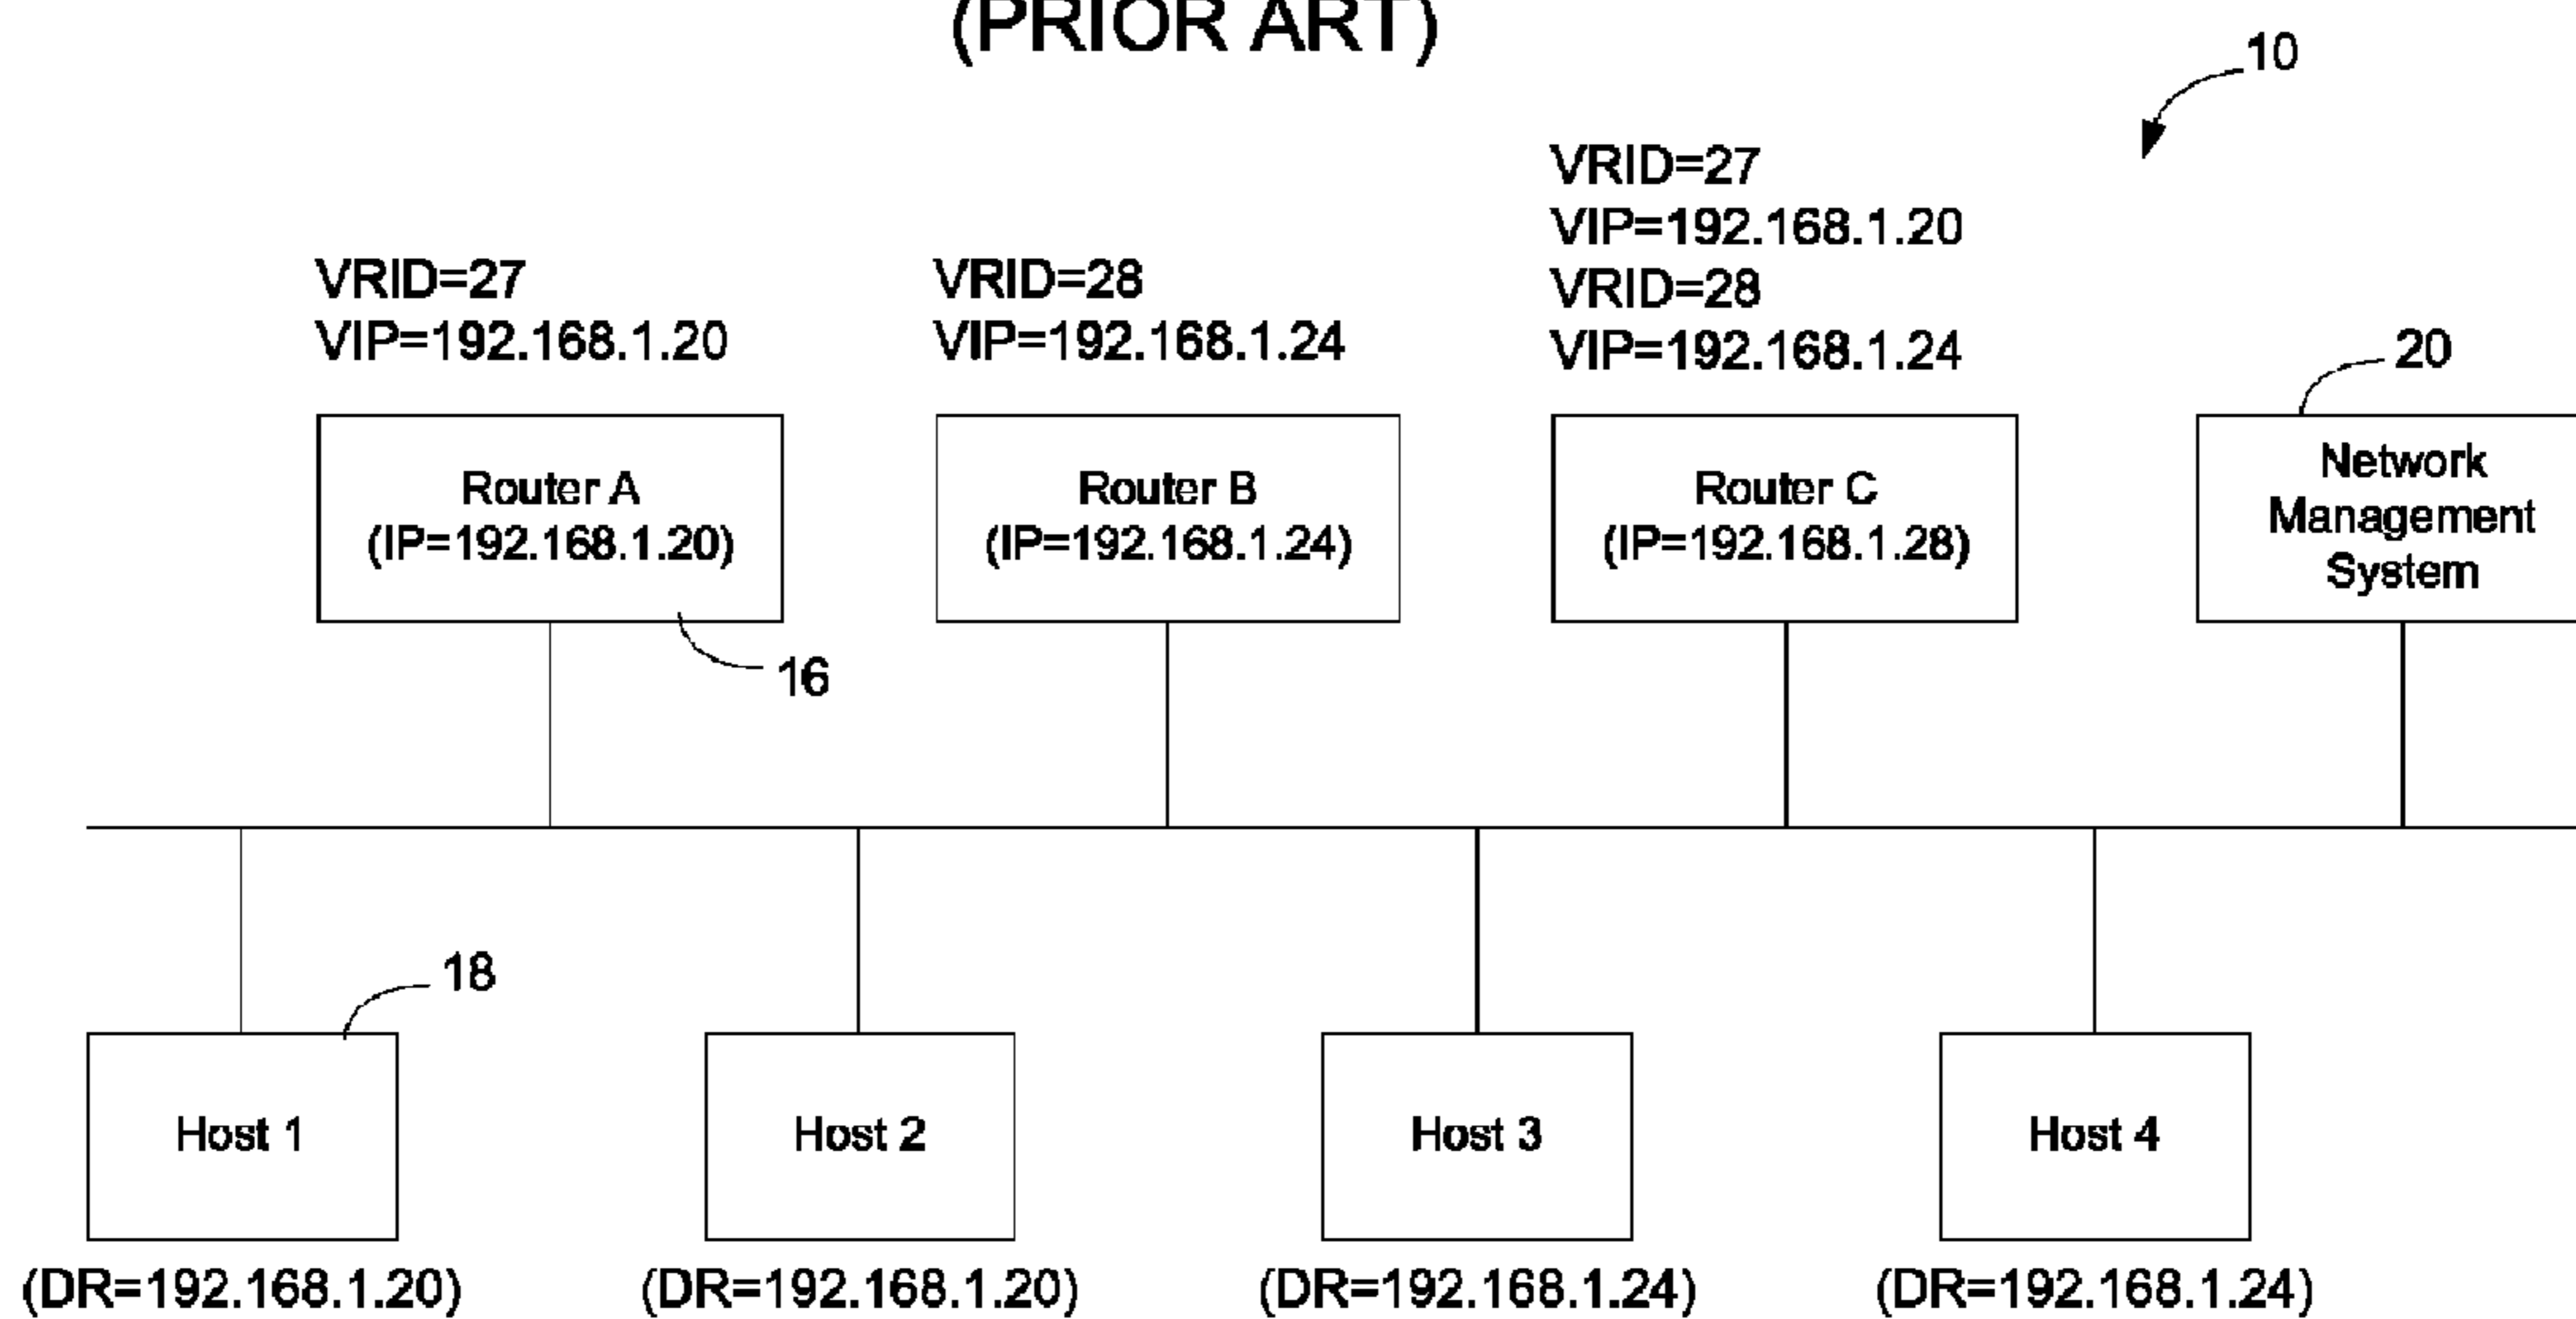 (PRIOR ART)
10
VRID=27
VIP=192.168.1.20
VRID=28
VIP=192.168.1.24
VRID=27
VIP=192.168.1.20
VRID=28
VIP=192.168.1.24
20
Router A
(IP=192.168.1.20)
Router B
(IP=192.168.1.24)
Router C
(IP=192.168.1.28)
Network
Management
System
16
18
Host 1
Host 2
Host 3
Host 4
(DR=192.168.1.20)
(DR=192.168.1.20)
(DR=192.168.1.24)
(DR=192.168.1.24)